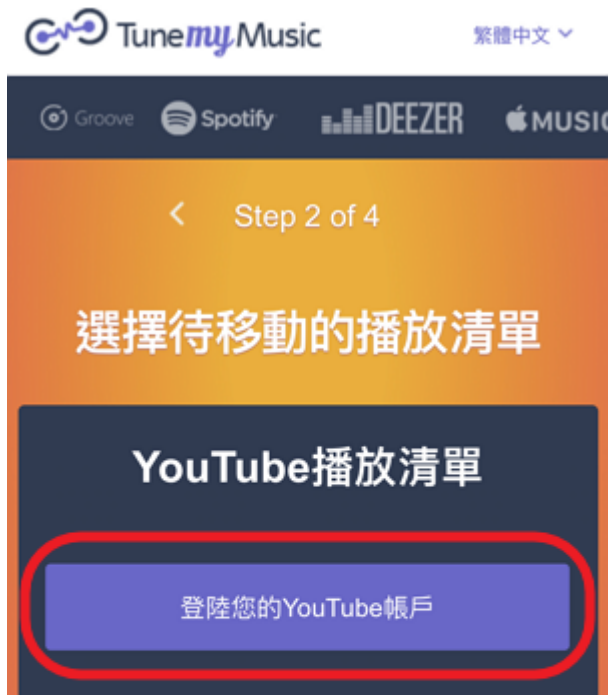 TunemyMusic
繁體中文
Groove Spotify DEEZER MUSIC
Step 2 of 4
選擇待移動的播放清單
YouTube播放清單
登陸您的YouTube帳戶